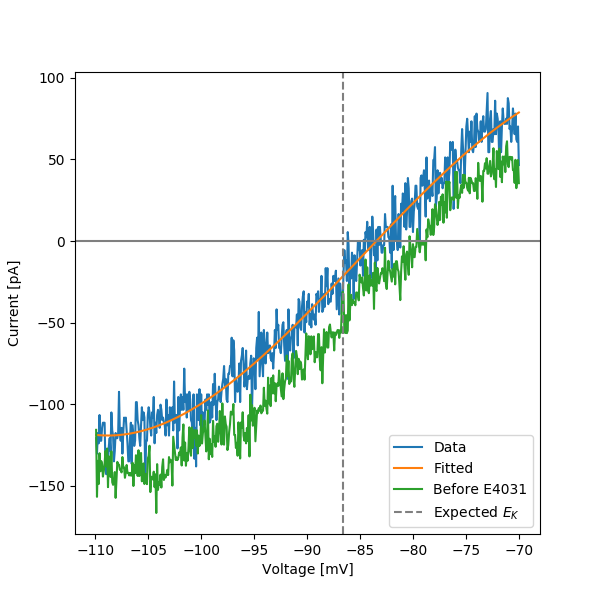 100
50
0
−50
−100
−150
Current [pA]
Data
Fitted
Before E4031
Expected E_K
−110 −105 −100 −95 −90 −85 −80 −75 −70
Voltage [mV]